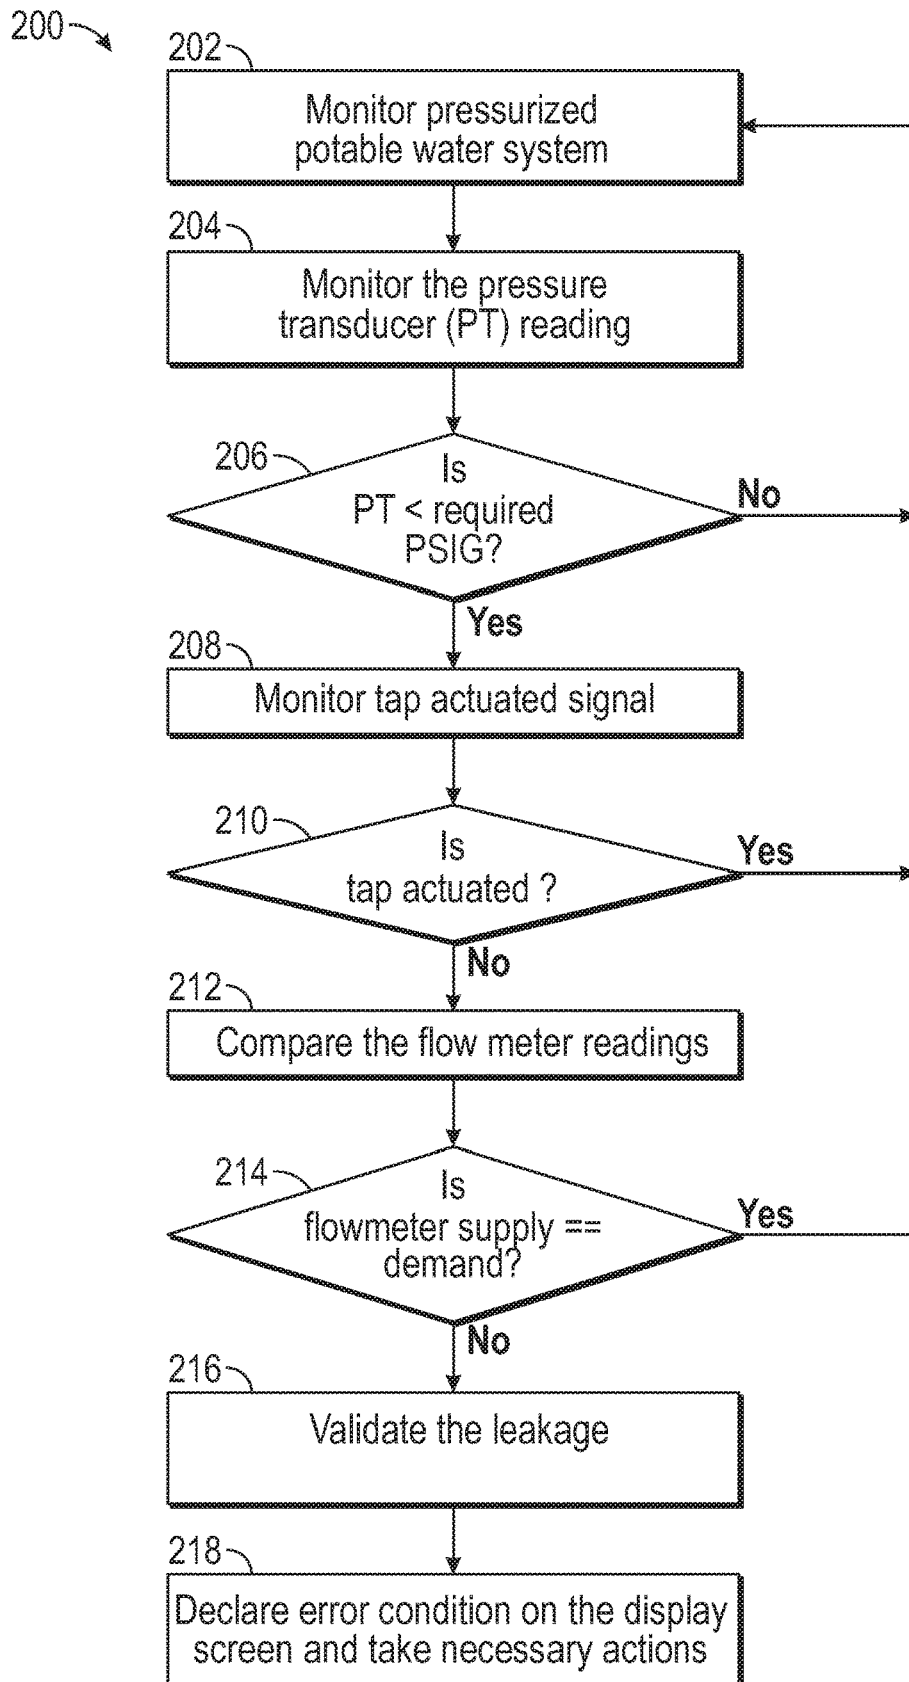 200
202
Monitor pressurized
potable water system
204
Monitor the pressure
transducer (PT) reading
206
Is
PT < required
PSIG?
No
Yes
208
Monitor tap actuated signal
210
Is
tap actuated ?
Yes
No
212
Compare the flow meter readings
214
Is
flowmeter supply ==
demand?
Yes
No
216
Validate the leakage
218
Declare error condition on the display
screen and take necessary actions